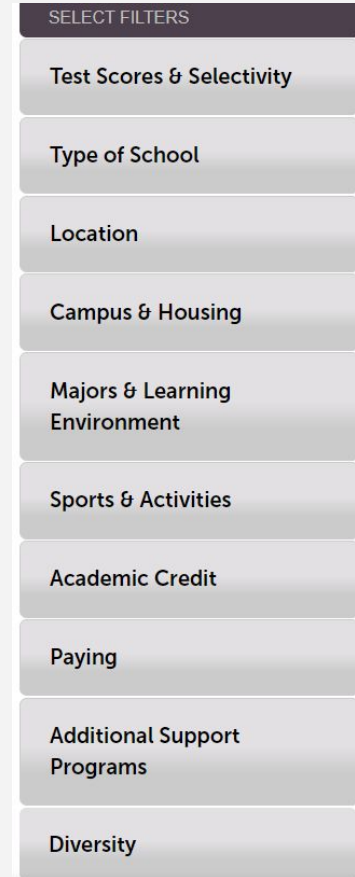 SELECT FILTERS
Test Scores & Selectivity
Type of School
Location
Campus & Housing
Majors & Learning
Environment
Sports & Activities
Academic Credit
Paying
Additional Support
Programs
Diversity